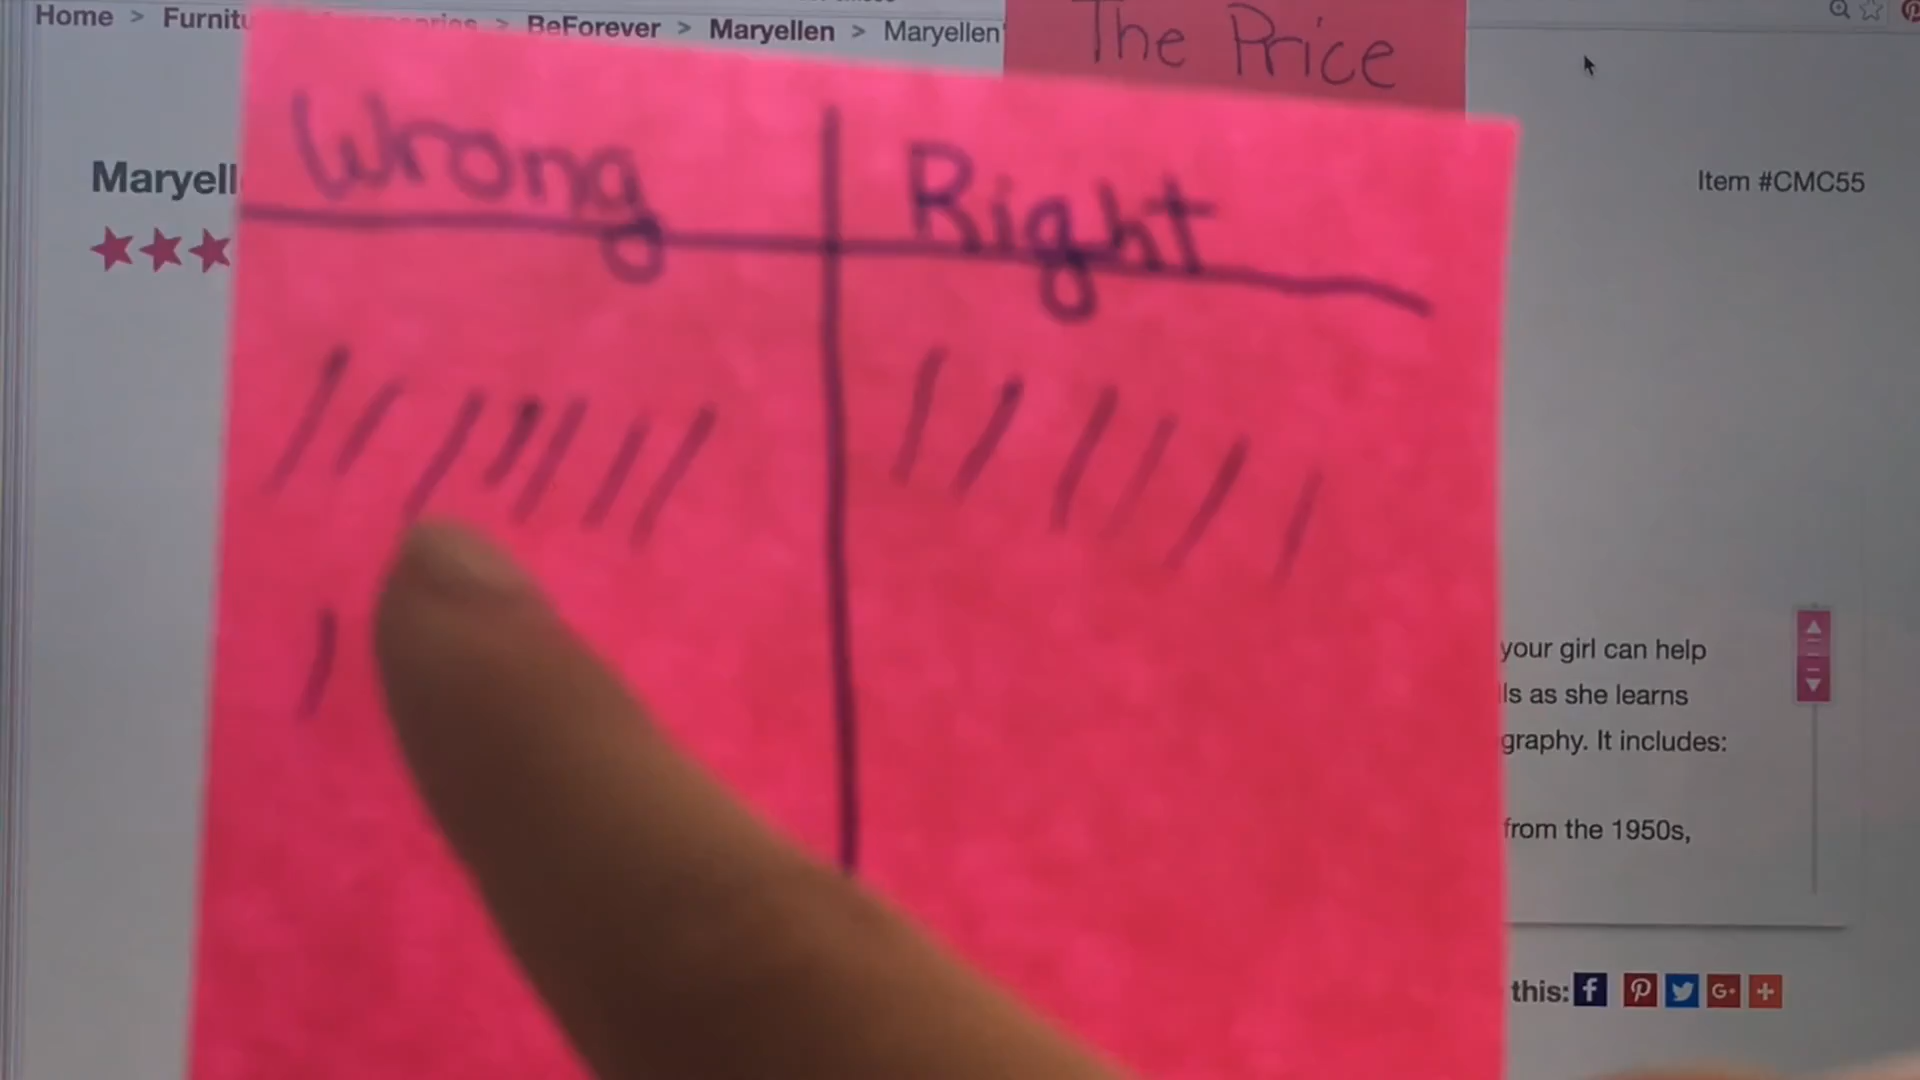 Home > Furnitu > BeForever > Maryellen > Maryellen'
The Price
Wrong Right
Maryell
Item #CMC55
your girl can help
ls as she learns
graphy. It includes:
from the 1950s,
this: